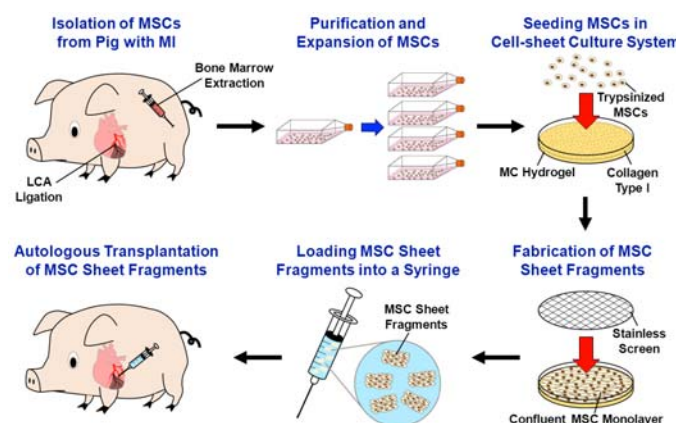 Isolation of MSCs
from Pig with MI
Bone Marrow
Extraction
LCA
Ligation
Purification and
Expansion of MSCs
Seeding MSCs in
Cell-sheet Culture System
Trypsinized
MSCs
MC Hydrogel
Collagen
Type I
Fabrication of MSC
Sheet Fragments
Stainless
Screen
Confluent MSC Monolayer
Loading MSC Sheet
Fragments into a Syringe
MSC Sheet
Fragments
Autologous Transplantation
of MSC Sheet Fragments